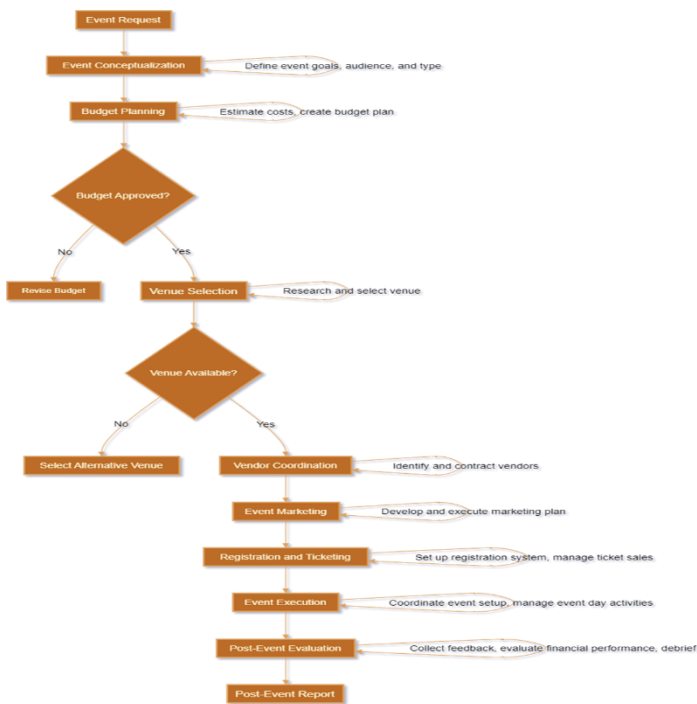 Event Request
Event Conceptualization
Define event goals, audience, and type
Budget Planning
Estimate costs, create budget plan
Budget Approved?
No
Yes
Revise Budget
Venue Selection
Research and select venue
Venue Available?
No
Yes
Select Alternative Venue
Vendor Coordination
Identify and contract vendors
Event Marketing
Develop and execute marketing plan
Registration and Ticketing
Set up registration system, manage ticket sales
Event Execution
Coordinate event setup, manage event day activities
Post-Event Evaluation
Collect feedback, evaluate financial performance, debrief
Post-Event Report